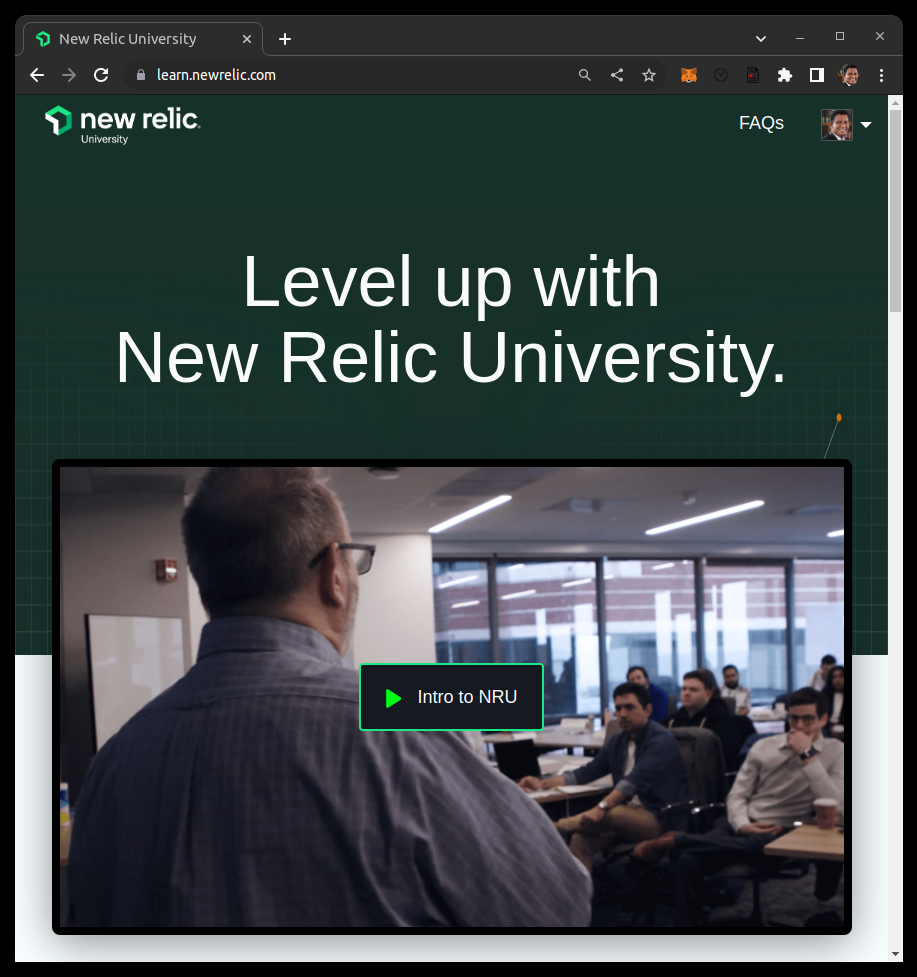 New Relic University
learn.newrelic.com
new relic
University
FAQs
Level up with
New Relic University.
Intro to NRU